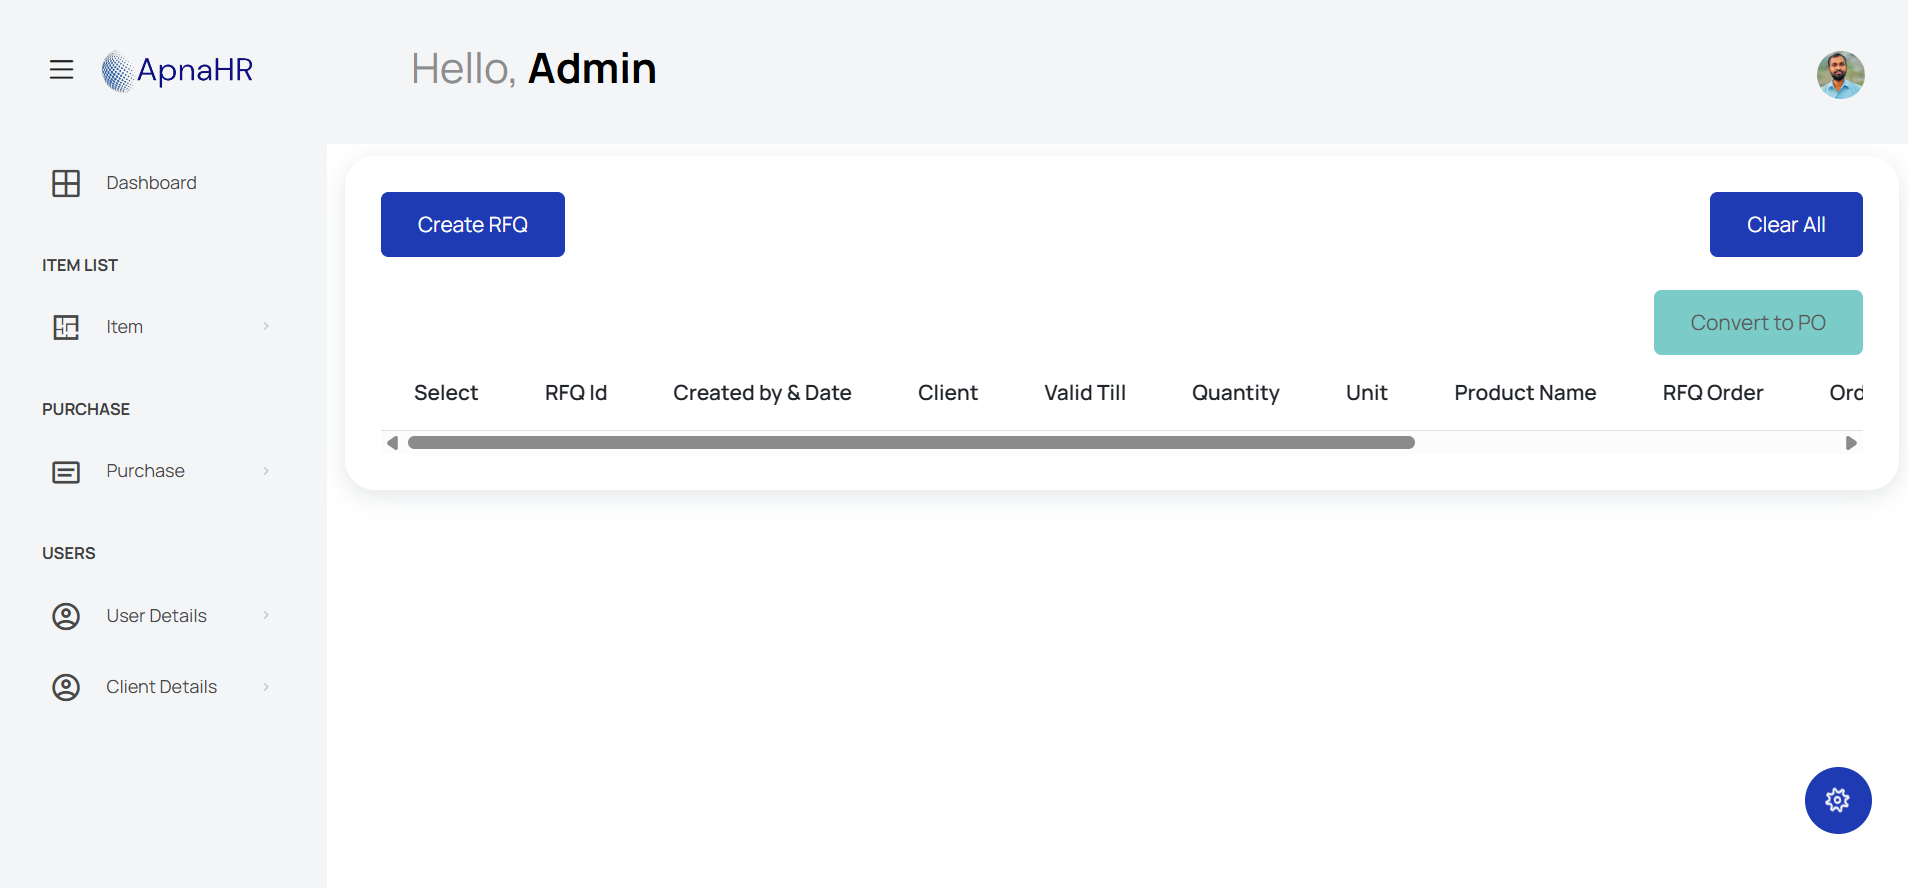 ApnaHR
Hello, Admin
Dashboard
ITEM LIST
Item
PURCHASE
Purchase
USERS
User Details
Client Details
Create RFQ
Clear All
Convert to PO
Select RFQ Id Created by & Date Client Valid Till Quantity Unit Product Name RFQ Order Ord